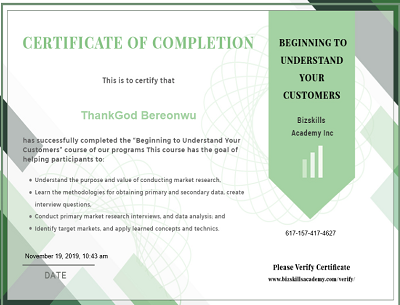 CERTIFICATE OF COMPLETION
This is to certify that
ThankGod Bereonwu
has successfully completed the "Beginning to Understand Your
Customers" course of our programs This course has the goal of
helping participants to:
Understand the purpose and value of conducting market research,
Learn the methodologies for obtaining primary and secondary data, create
interview questions,
Conduct primary market research interviews, and data analysis, and
Identify target markets, and apply learned concepts and technics.
November 19, 2019, 10:43 am
DATE
BEGINNING TO
UNDERSTAND
YOUR
CUSTOMERS
Bizskills
Academy Inc
617-157-417-4627
Please Verify Certificate
www.bizskillsacademy.com/verify/